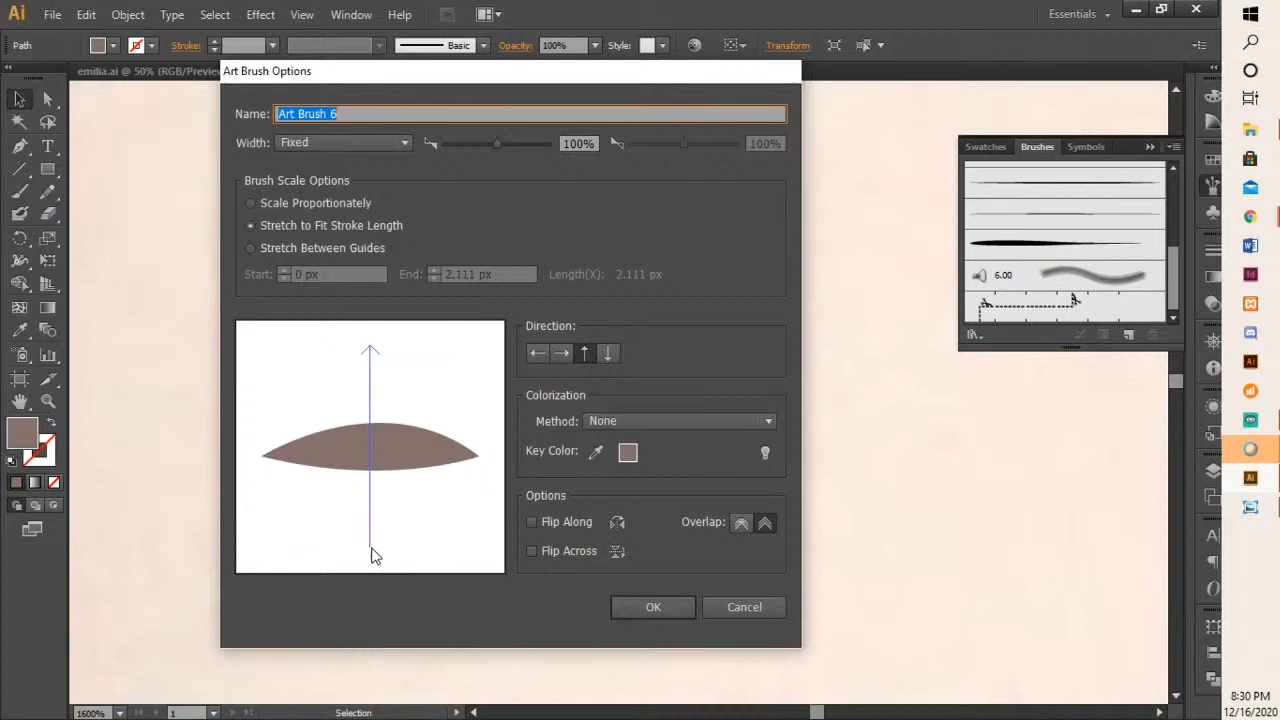 Ai File Edit Object Type Select Effect View Window Help Essentials
Path Stroke: Basic Opacity: 100% Style: Transform
emilia.ai @ 50% (RGB/Preview
Art Brush Options
Name: Art Brush 6
Width: Fixed 100% 100%
Brush Scale Options
Scale Proportionately
Stretch to Fit Stroke Length
Stretch Between Guides
Start: 0 px End: 2.111 px Length(X): 2.111 px
Direction:
Colorization
Method: None
Key Color:
Options
Flip Along Overlap:
Flip Across
OK Cancel
Swatches Brushes Symbols
6.00
1600% 1 Selection
8:30 PM
12/16/2020